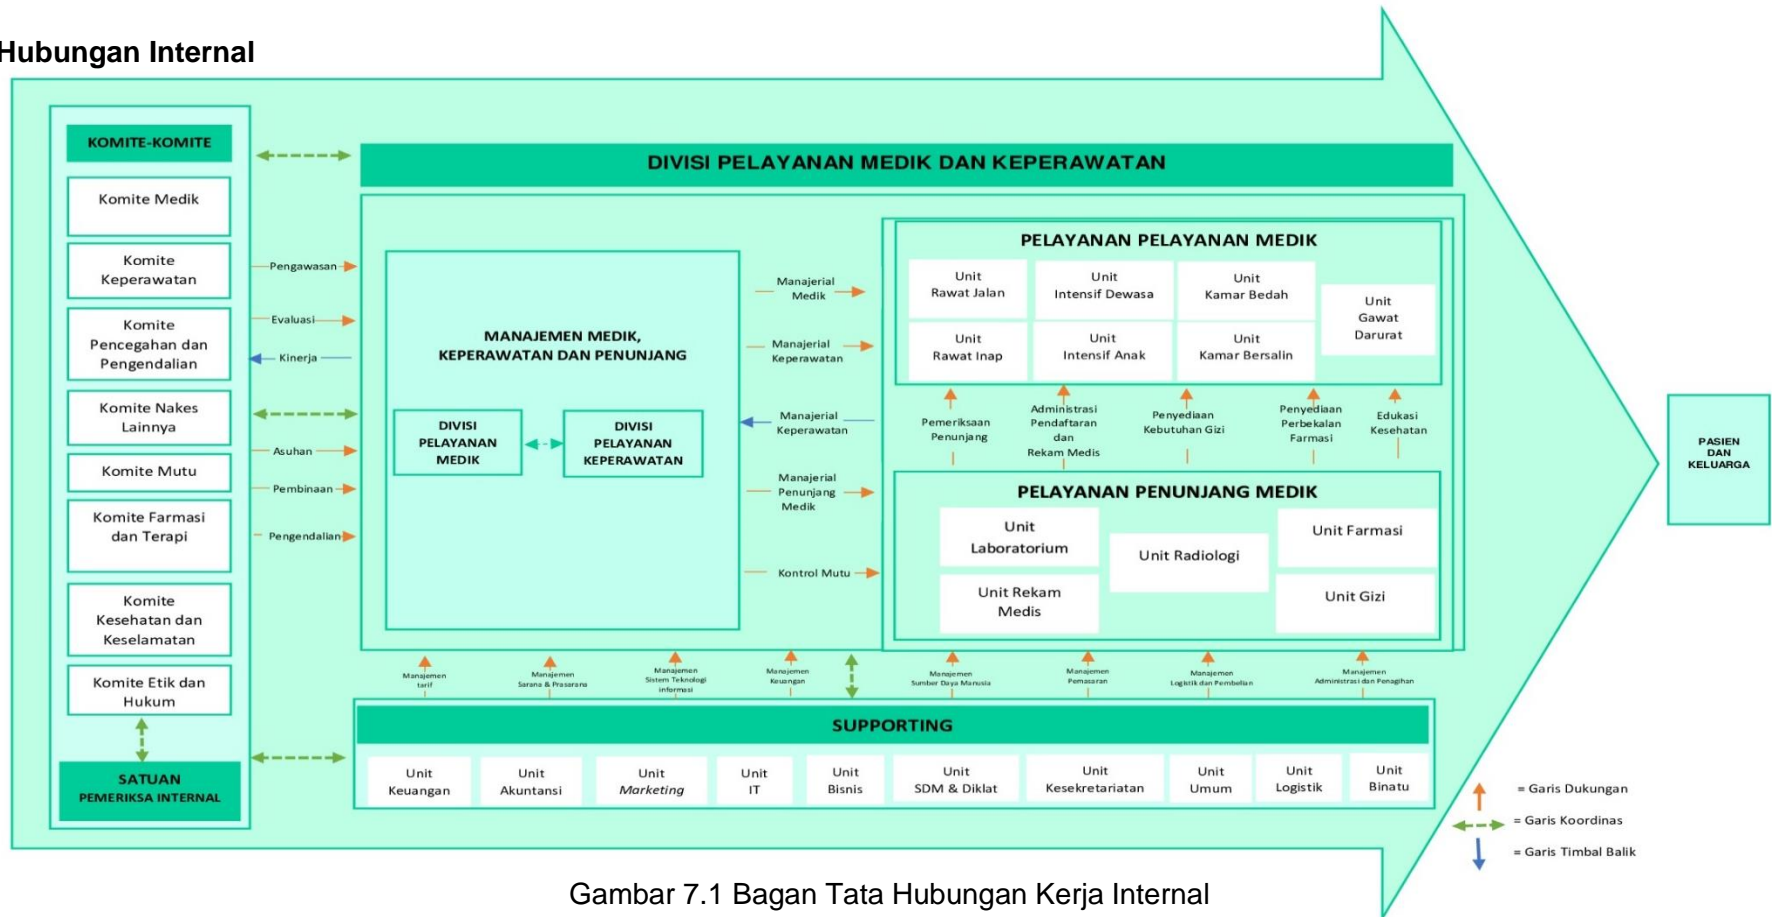 Hubungan Internal
KOMITE-KOMITE
Komite Medik
Komite
Keperawatan
Komite
Pencegahan dan
Pengendalian
Komite Nakes
Lainnya
Komite Mutu
Komite Farmasi
dan Terapi
Komite
Kesehatan dan
Keselamatan
Komite Etik dan
Hukum
SATUAN
PEMERIKSA INTERNAL
Pengawasan
Evaluasi
Kinerja
Asuhan
Pembinaan
Pengendalian
DIVISI PELAYANAN MEDIK DAN KEPERAWATAN
MANAJEMEN MEDIK,
KEPERAWATAN DAN PENUNJANG
DIVISI
PELAYANAN
MEDIK
DIVISI
PELAYANAN
KEPERAWATAN
Manajerial
Medik
Manajerial
Keperawatan
Manajerial
Keperawatan
Manajerial
Penunjang
Medik
Kontrol Mutu
PELAYANAN PELAYANAN MEDIK
Unit
Rawat Jalan
Unit
Intensif Dewasa
Unit
Kamar Bedah
Unit
Gawat
Darurat
Unit
Rawat Inap
Unit
Intensif Anak
Unit
Kamar Bersalin
Pemeriksaan
Penunjang
Administrasi
Pendaftaran
dan
Rekam Medis
Penyediaan
Kebutuhan Gizi
Penyediaan
Perbekalan
Farmasi
Edukasi
Kesehatan
PELAYANAN PENUNJANG MEDIK
Unit
Laboratorium
Unit Radiologi
Unit Farmasi
Unit Rekam
Medis
Unit Gizi
Manajemen
tarif
Manajemen
Sarana & Prasarana
Manajemen
Sistem Teknologi
informasi
Manajemen
Keuangan
Manajemen
Sumber Daya Manusia
Manajemen
Pemasaran
Manajemen
Logistik dan Pembelian
Manajemen
Administrasi dan Penagihan
SUPPORTING
Unit
Keuangan
Unit
Akuntansi
Unit
Marketing
Unit
IT
Unit
Bisnis
Unit
SDM & Diklat
Unit
Kesekretariatan
Unit
Umum
Unit
Logistik
Unit
Binatu
PASIEN
DAN
KELUARGA
= Garis Dukungan
= Garis Koordinas
= Garis Timbal Balik
Gambar 7.1 Bagan Tata Hubungan Kerja Internal